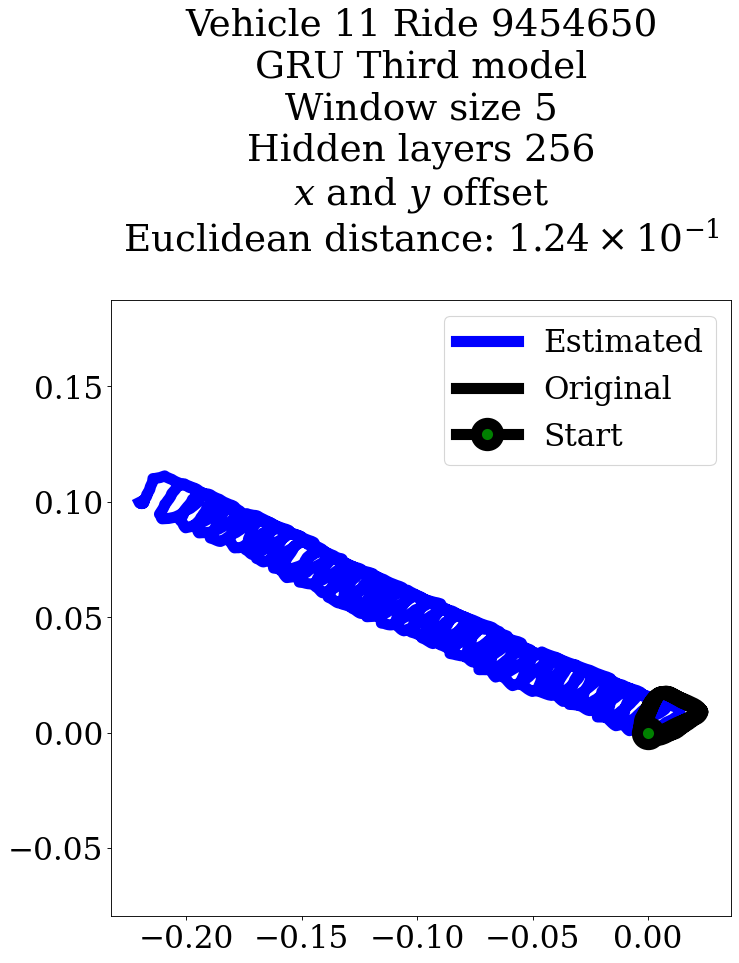 Vehicle 11 Ride 9454650
GRU Third model
Window size 5
Hidden layers 256
x and y offset
Euclidean distance: 1.24 × 10⁻¹
Estimated
Original
Start
0.15
0.10
0.05
0.00
−0.05
−0.20 −0.15 −0.10 −0.05 0.00